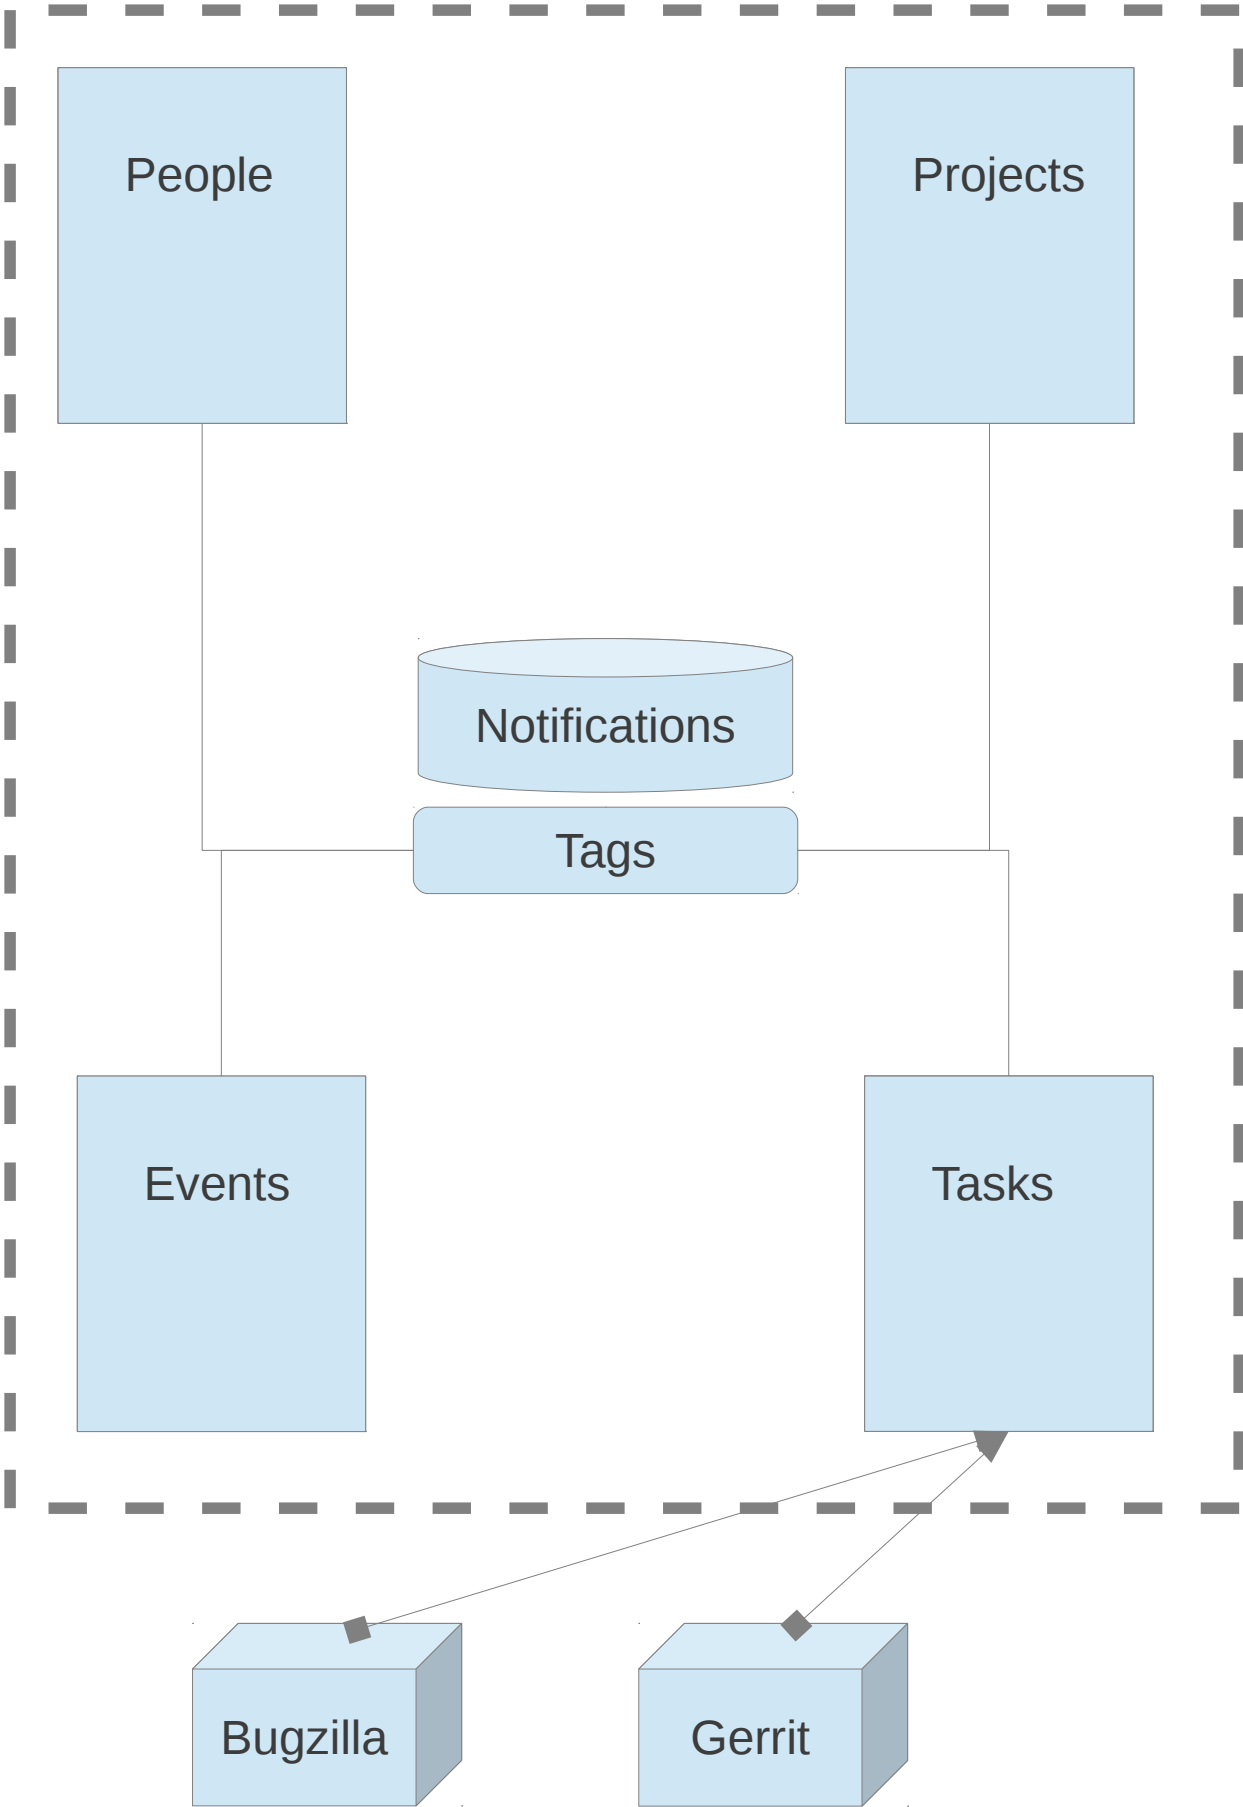 People
Projects
Notifications
Tags
Events
Tasks
Bugzilla
Gerrit